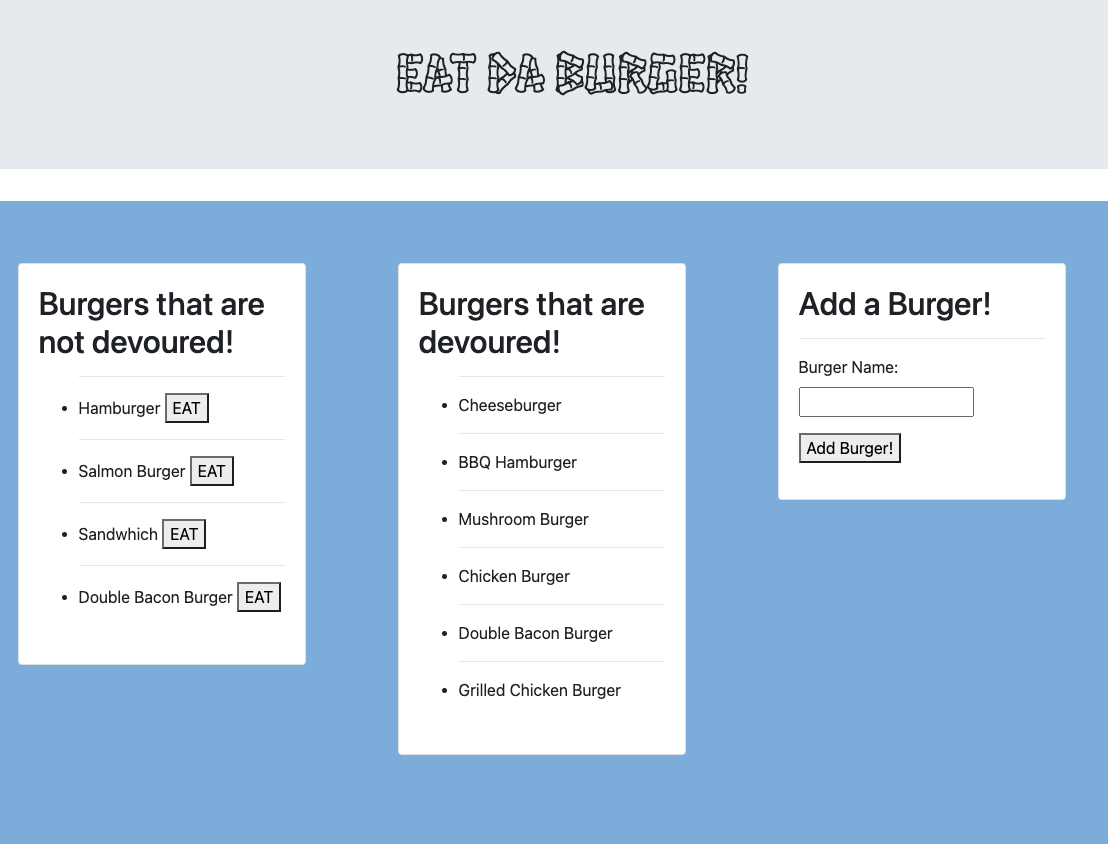 EAT DA BURGER!
Burgers that are
not devoured!
Hamburger EAT
Salmon Burger EAT
Sandwhich EAT
Double Bacon Burger EAT
Burgers that are
devoured!
Cheeseburger
BBQ Hamburger
Mushroom Burger
Chicken Burger
Double Bacon Burger
Grilled Chicken Burger
Add a Burger!
Burger Name:
Add Burger!